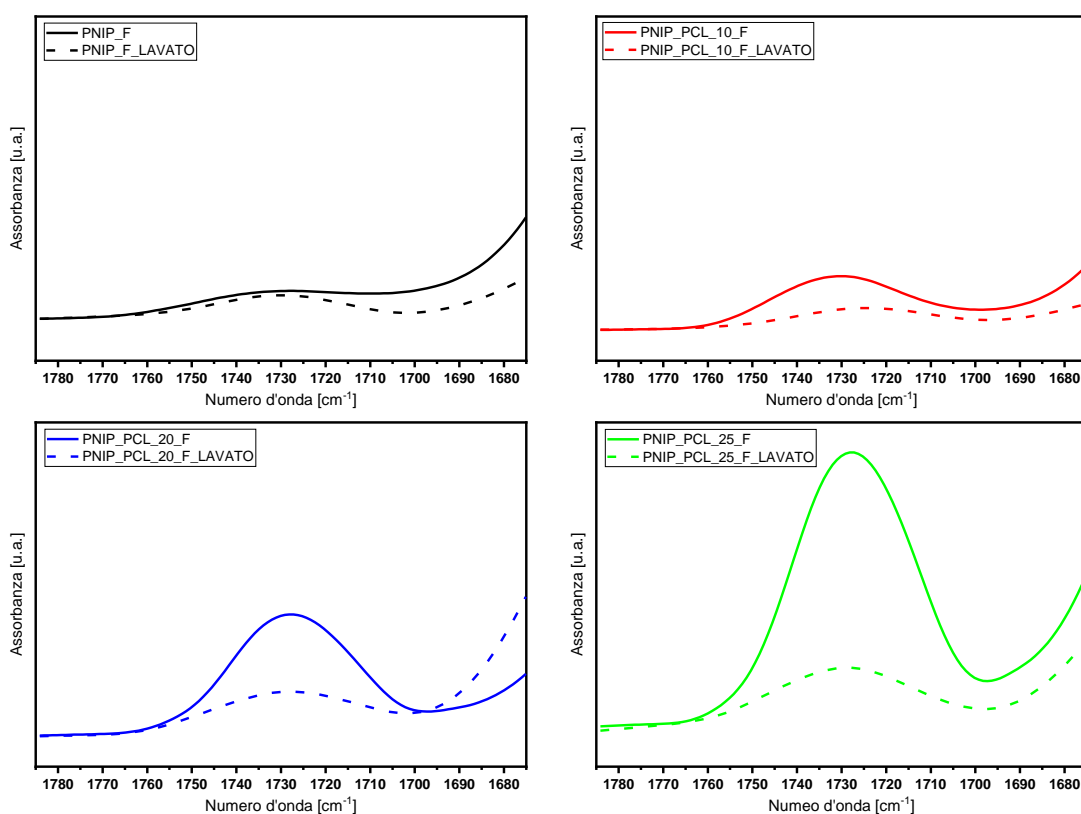 PNIP_F
PNIP_F_LAVATO
Assorbanza [u.a.]
1780 1770 1760 1750 1740 1730 1720 1710 1700 1690 1680
Numero d'onda [cm-1]
PNIP_PCL_10_F
PNIP_PCL_10_F_LAVATO
Assorbanza [u.a.]
1780 1770 1760 1750 1740 1730 1720 1710 1700 1690 1680
Numero d'onda [cm-1]
PNIP_PCL_20_F
PNIP_PCL_20_F_LAVATO
Assorbanza [u.a.]
1780 1770 1760 1750 1740 1730 1720 1710 1700 1690 1680
Numero d'onda [cm-1]
PNIP_PCL_25_F
PNIP_PCL_25_F_LAVATO
Assorbanza [u.a.]
1780 1770 1760 1750 1740 1730 1720 1710 1700 1690 1680
Numeo d'onda [cm-1]